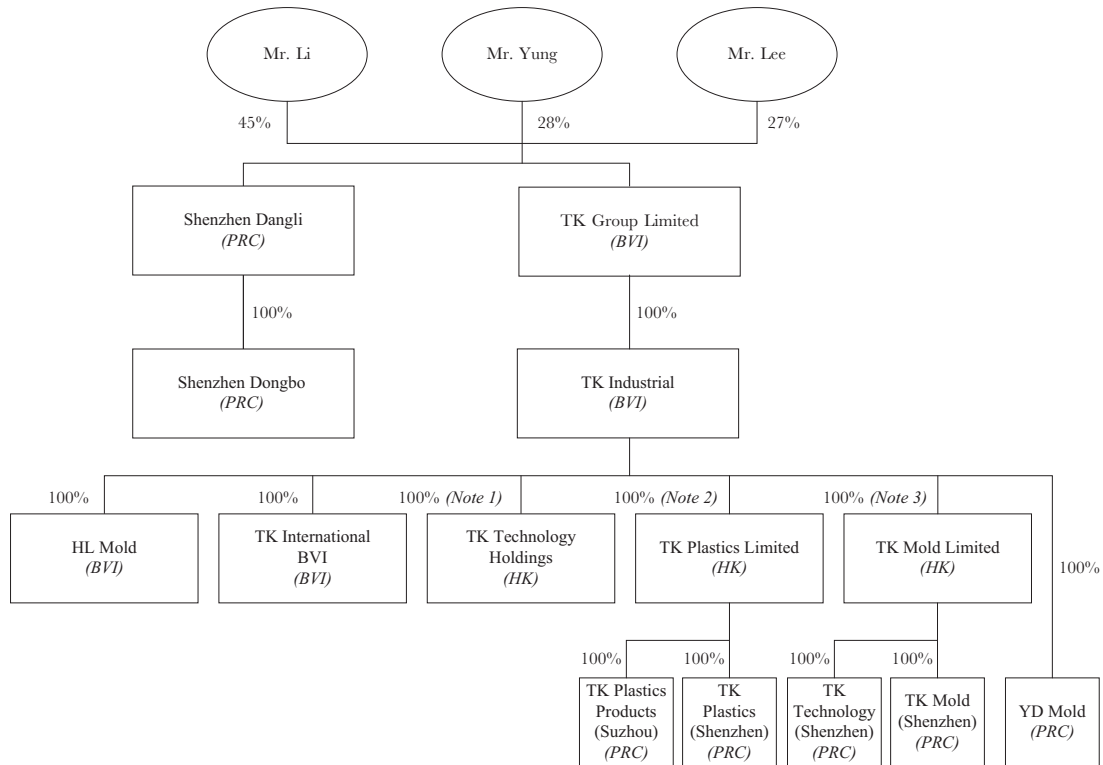 Mr. Li
Mr. Yung
Mr. Lee
45%
28%
27%
Shenzhen Dangli
(PRC)
TK Group Limited
(BVI)
100%
100%
Shenzhen Dongbo
(PRC)
TK Industrial
(BVI)
100%
100%
100% (Note 1)
100% (Note 2)
100% (Note 3)
HL Mold
(BVI)
TK International
BVI
(BVI)
TK Technology
Holdings
(HK)
TK Plastics Limited
(HK)
TK Mold Limited
(HK)
100%
100%
100%
100%
100%
TK Plastics
Products
(Suzhou)
(PRC)
TK
Plastics
(Shenzhen)
(PRC)
TK
Technology
(Shenzhen)
(PRC)
TK Mold
(Shenzhen)
(PRC)
YD Mold
(PRC)